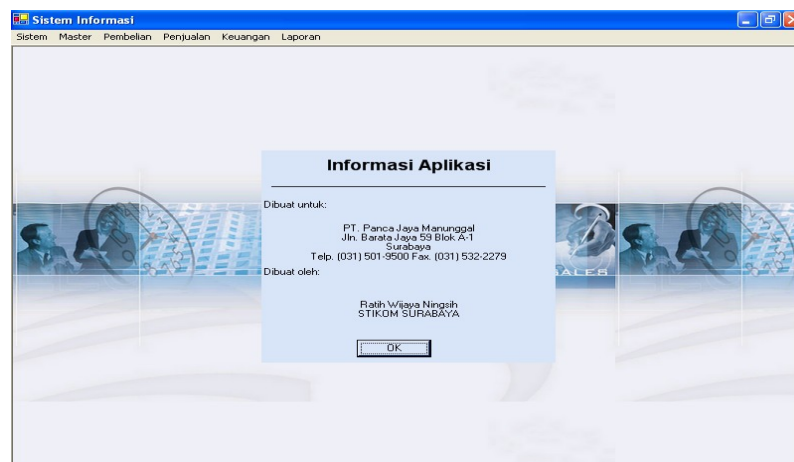 Sistem Informasi
Sistem Master Pembelian Penjualan Keuangan Laporan
Informasi Aplikasi
Dibuat untuk:
PT. Panca Jaya Manunggal
Jln. Barata Jaya 59 Blok A-1
Surabaya
Telp. (031) 501-9500 Fax. (031) 532-2279
Dibuat oleh:
ALES
Ratih Wijaya Ningsih
STIKOM SURABAYA
OK